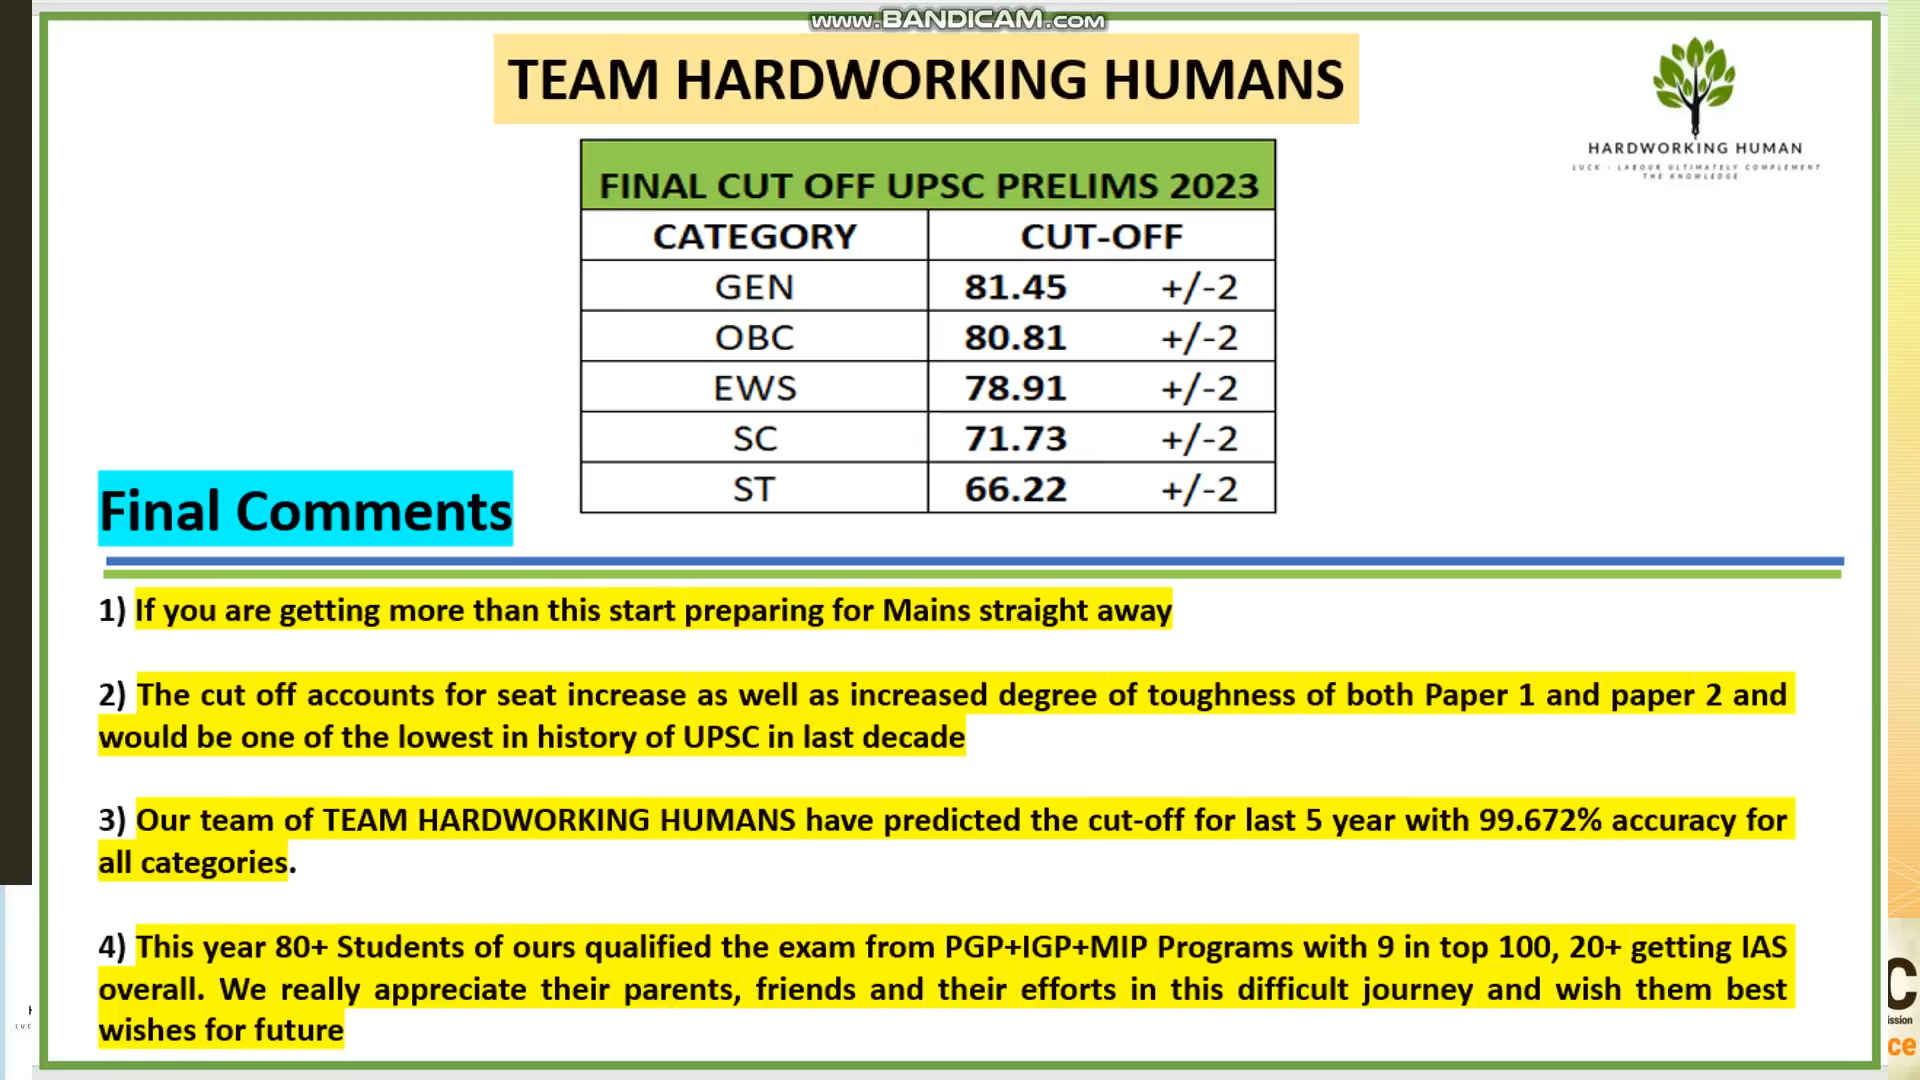 www.BANDICAM.com
TEAM HARDWORKING HUMANS
HARDWORKING HUMAN
LUCK - LABOUR ULTIMATELY COMPLEMENT
THE KNOWLEDGE
FINAL CUT OFF UPSC PRELIMS 2023
CATEGORY CUT-OFF
GEN 81.45 +/-2
OBC 80.81 +/-2
EWS 78.91 +/-2
SC 71.73 +/-2
ST 66.22 +/-2
Final Comments
1) If you are getting more than this start preparing for Mains straight away
2) The cut off accounts for seat increase as well as increased degree of toughness of both Paper 1 and paper 2 and
would be one of the lowest in history of UPSC in last decade
3) Our team of TEAM HARDWORKING HUMANS have predicted the cut-off for last 5 year with 99.672% accuracy for
all categories.
4) This year 80+ Students of ours qualified the exam from PGP+IGP+MIP Programs with 9 in top 100, 20+ getting IAS
overall. We really appreciate their parents, friends and their efforts in this difficult journey and wish them best
wishes for future